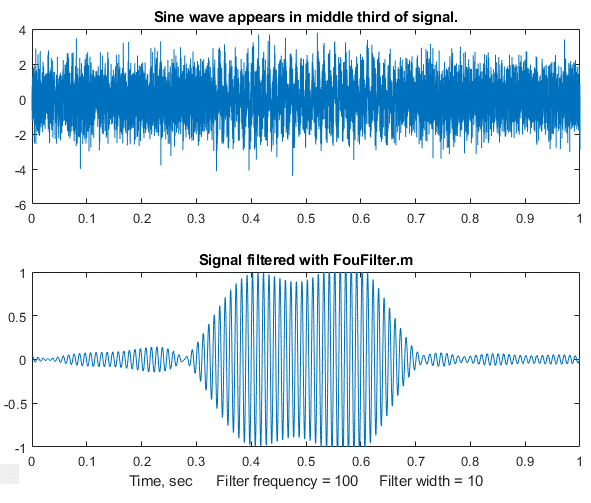 Sine wave appears in middle third of signal.
4
2
0
-2
-4
-6
0 0.1 0.2 0.3 0.4 0.5 0.6 0.7 0.8 0.9 1
Signal filtered with FouFilter.m
1
0.5
0
-0.5
-1
0 0.1 0.2 0.3 0.4 0.5 0.6 0.7 0.8 0.9 1
Time, sec Filter frequency = 100 Filter width = 10